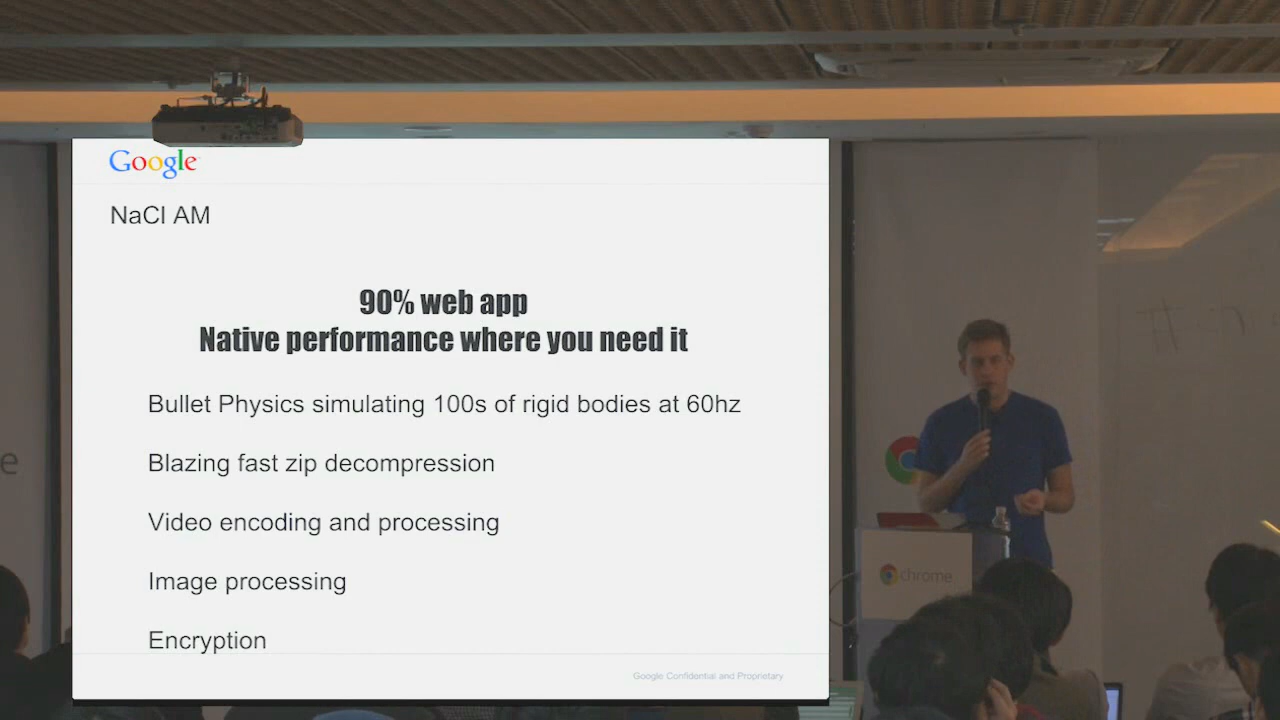 Google
NaCl AM
90% web app
Native performance where you need it
Bullet Physics simulating 100s of rigid bodies at 60hz
Blazing fast zip decompression
Video encoding and processing
Image processing
Encryption
Google Confidential and Proprietary
chrome
e